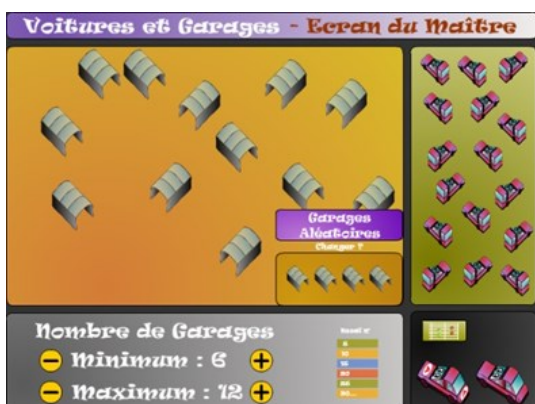 Voitures et Garages - Ecran du Maître
Garages
Aléatoires
Changer ?
Nombre de Garages
Minimum : 6
Maximum : 12